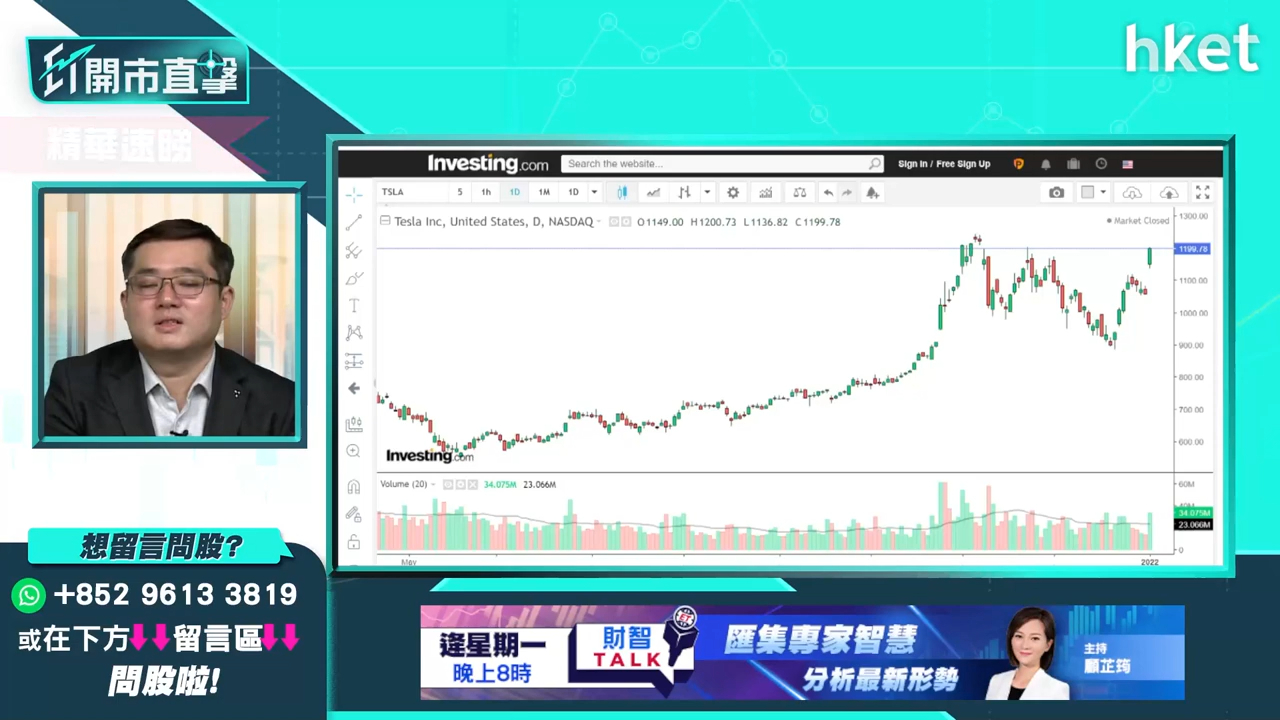 ET開市直擊
hket
精華速睇
Investing.com
Search the website...
Sign In / Free Sign Up
TSLA
5
1h
1D
1M
1D
Tesla Inc, United States, D, NASDAQ
O1149.00 H1200.73 L1136.82 C1199.78
Market Closed
1300.00
1199.78
1100.00
1000.00
900.00
800.00
700.00
600.00
Investing.com
Volume (20)
34.075M
23.066M
60M
34.075M
23.066M
0
May
2022
想留言問股?
+852 9613 3819
或在下方留言區
問股啦!
逢星期一
晚上8時
財智
TALK
匯集專家智慧
分析最新形勢
主持
顧芷筠